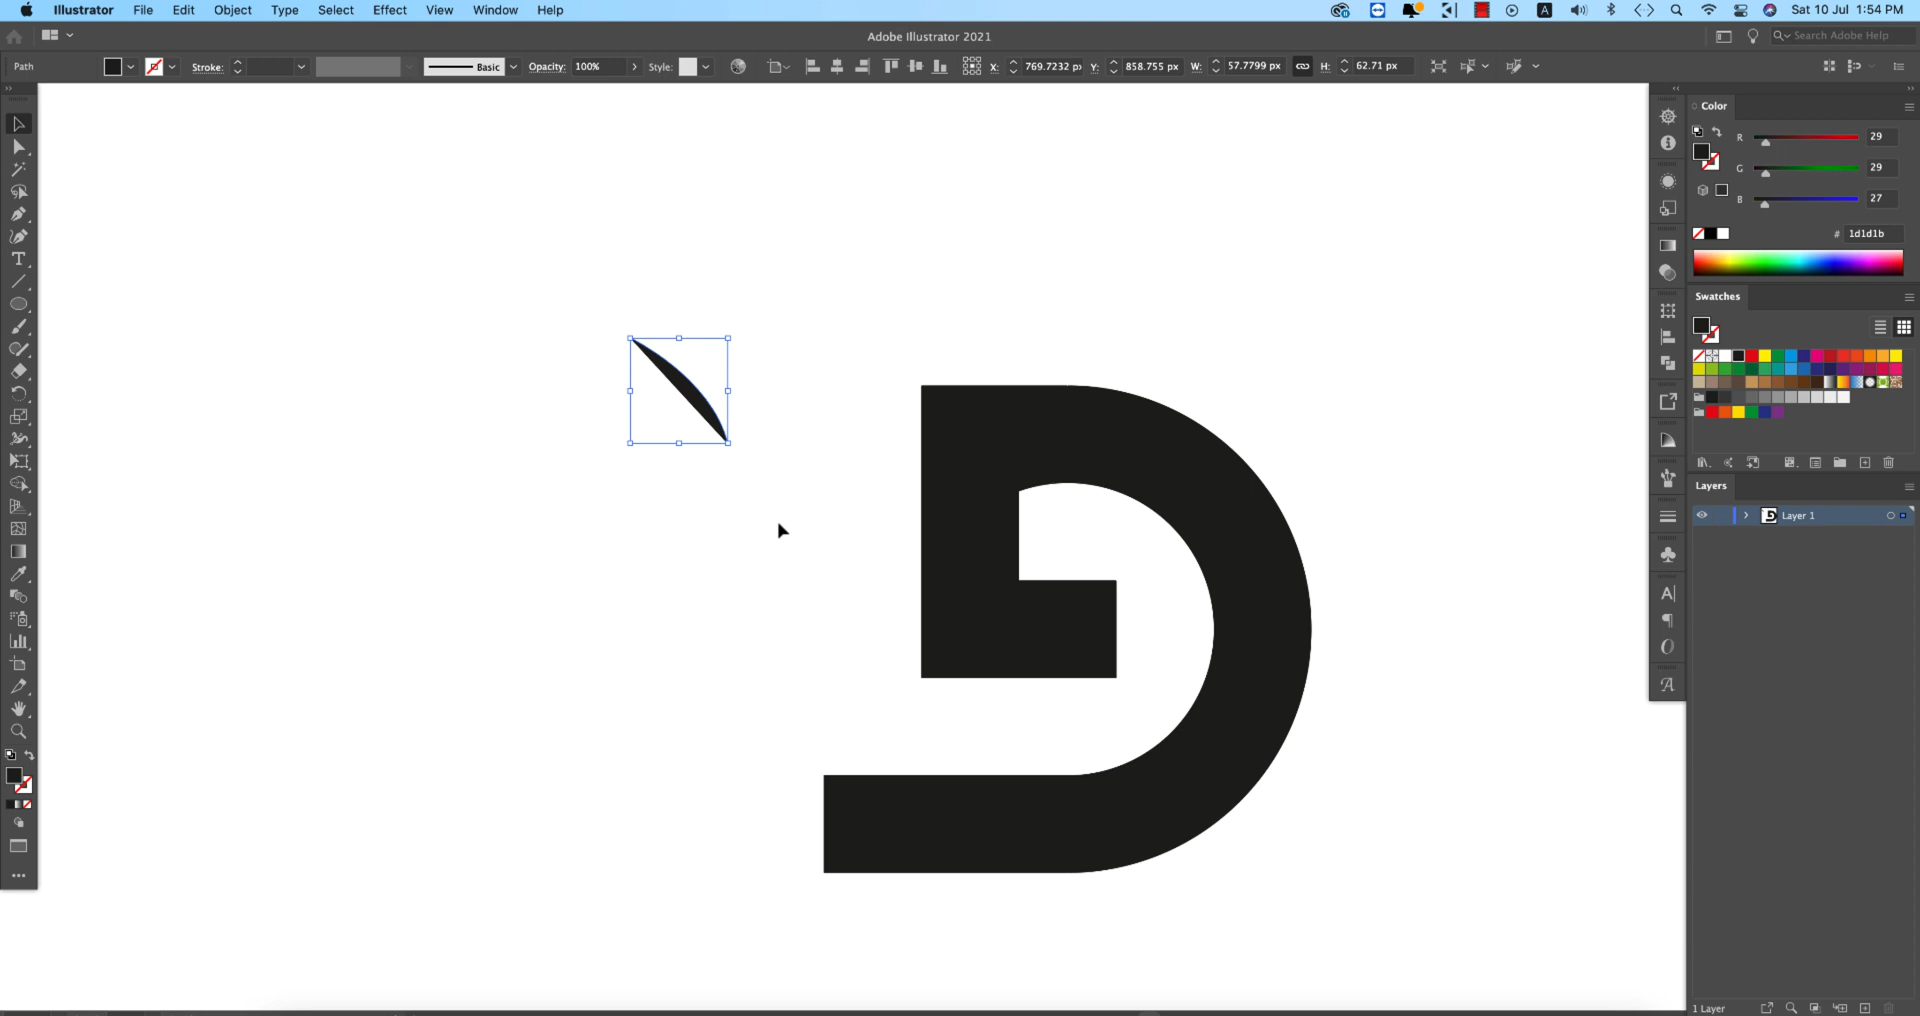 Illustrator File Edit Object Type Select Effect View Window Help A Sat 10 Jul 1:54 PM
Adobe Illustrator 2021 Search Adobe Help
Path Stroke: Basic Opacity: 100% Style: X: 769.7232 px Y: 858.755 px W: 57.7799 px H: 62.71 px
Color
R 29
G 29
B 27
# 1d1d1b
Swatches
Layers
Layer 1
1 Layer